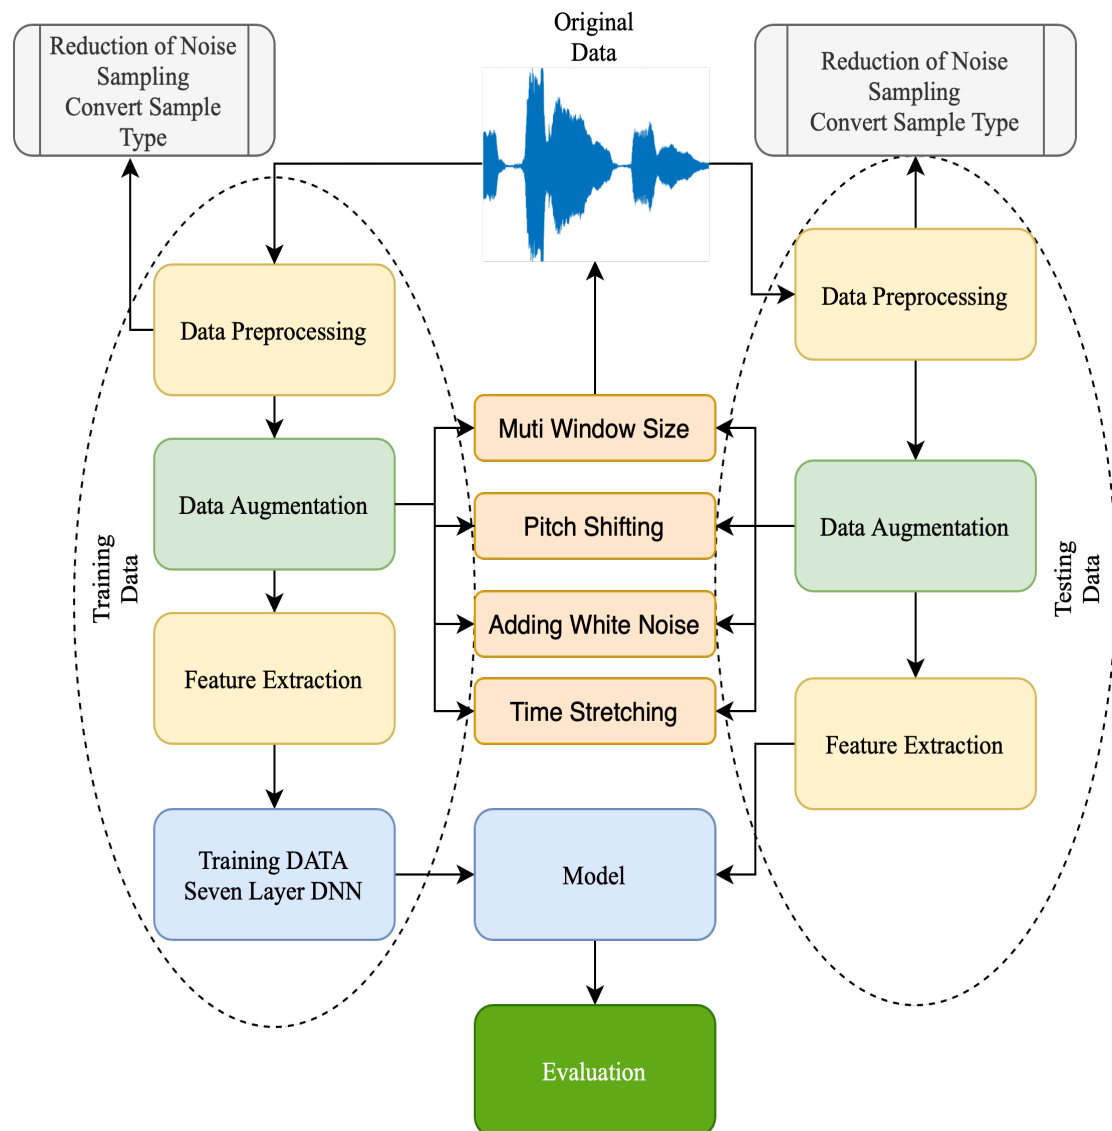 Original
Data
Reduction of Noise
Sampling
Convert Sample
Type
Reduction of Noise
Sampling
Convert Sample Type
Data Preprocessing
Data Preprocessing
Muti Window Size
Data Augmentation
Pitch Shifting
Data Augmentation
Training
Data
Testing
Data
Adding White Noise
Feature Extraction
Time Stretching
Feature Extraction
Training DATA
Seven Layer DNN
Model
Evaluation